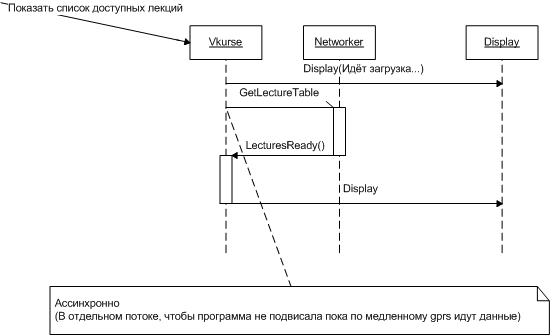 Показать список доступных лекций
Vkurse
Networker
Display
Display(Идёт загрузка...)
GetLectureTable
LecturesReady()
Display
Ассинхронно
(В отдельном потоке, чтобы программа не подвисала пока по медленному gprs идут данные)